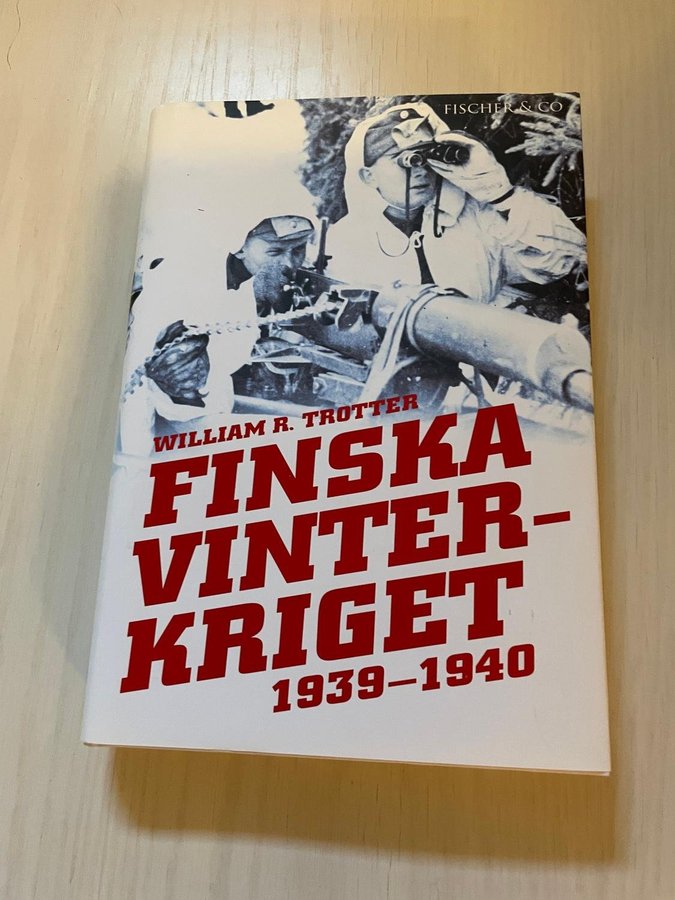 FISCHER & CO
WILLIAM R. TROTTER
FINSKA
VINTER–
KRIGET
1939–1940